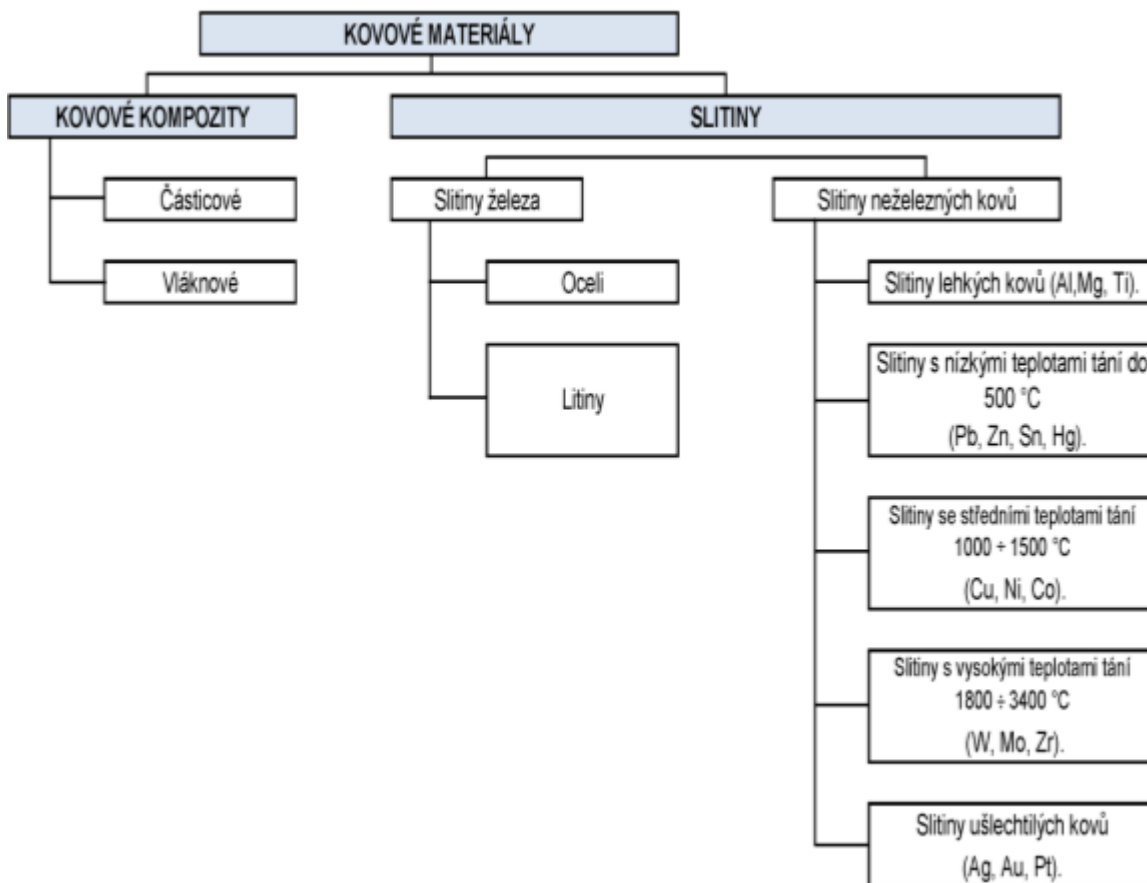 KOVOVÉ MATERIÁLY
KOVOVÉ KOMPOZITY
SLITINY
Částicové
Vláknové
Slitiny železa
Slitiny neželezných kovů
Oceli
Litiny
Slitiny lehkých kovů (Al,Mg, Ti).
Slitiny s nízkými teplotami tání do
500 °C
(Pb, Zn, Sn, Hg).
Slitiny se středními teplotami tání
1000 ÷ 1500 °C
(Cu, Ni, Co).
Slitiny s vysokými teplotami tání
1800 ÷ 3400 °C
(W, Mo, Zr).
Slitiny ušlechtilých kovů
(Ag, Au, Pt).